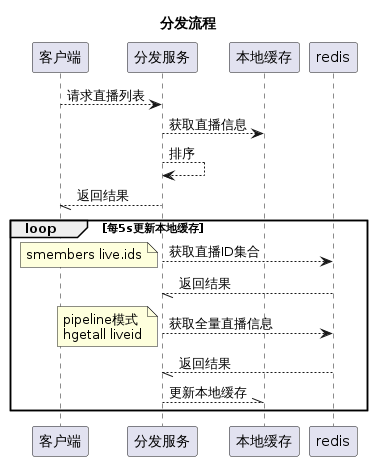 分发流程
客户端
分发服务
本地缓存
redis
请求直播列表
获取直播信息
排序
返回结果
loop
[每5s更新本地缓存]
smembers live.ids
获取直播ID集合
返回结果
pipeline模式
hgetall liveid
获取全量直播信息
返回结果
更新本地缓存
客户端
分发服务
本地缓存
redis